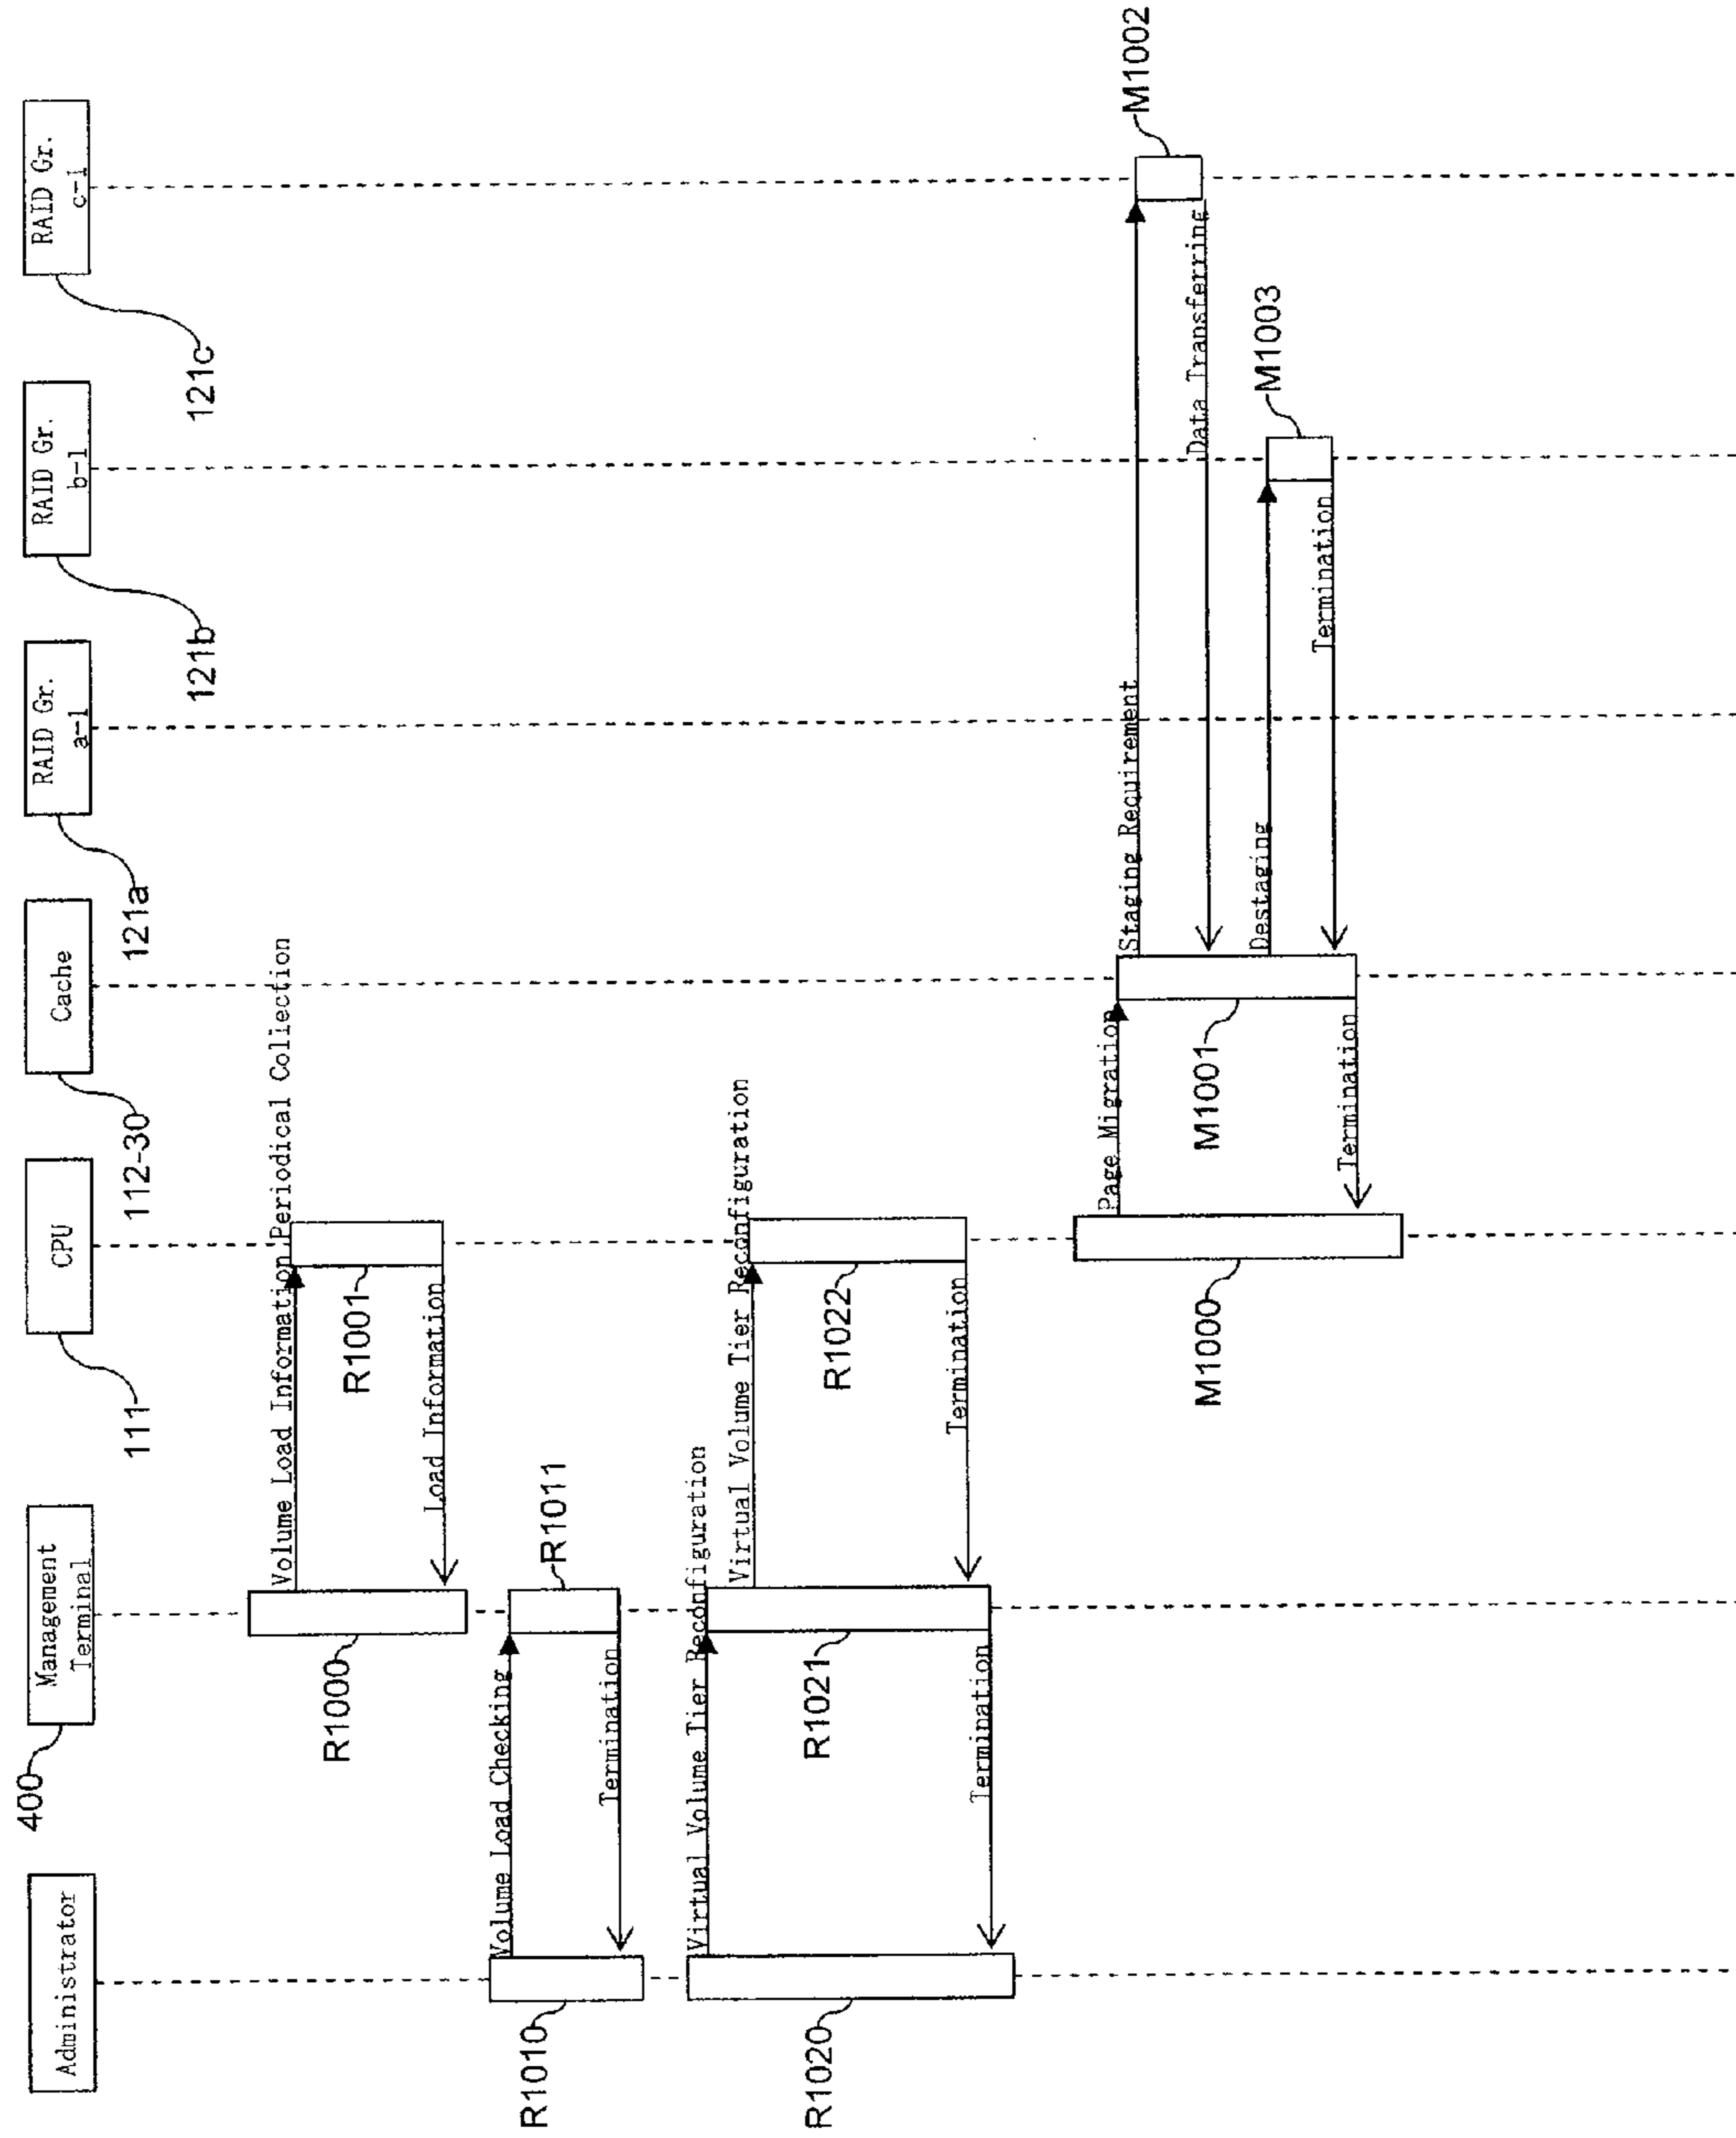 Administrator
Management
Terminal
CPU
Cache
RAID Gr.
a-1
RAID Gr.
b-1
RAID Gr.
c-1
400
111
112-30
121a
121b
121c
Volume Load Information Periodical Collection
R1000
R1001
Load Information
Volume Load Checking
R1010
R1011
Termination
Virtual Volume Tier Reconfiguration
Virtual Volume Tier Reconfiguration
R1020
R1021
R1022
Termination
Termination
Page Migration
Staging Requirement
M1002
Data Transferring
M1000
M1001
Destaging
M1003
Termination
Termination